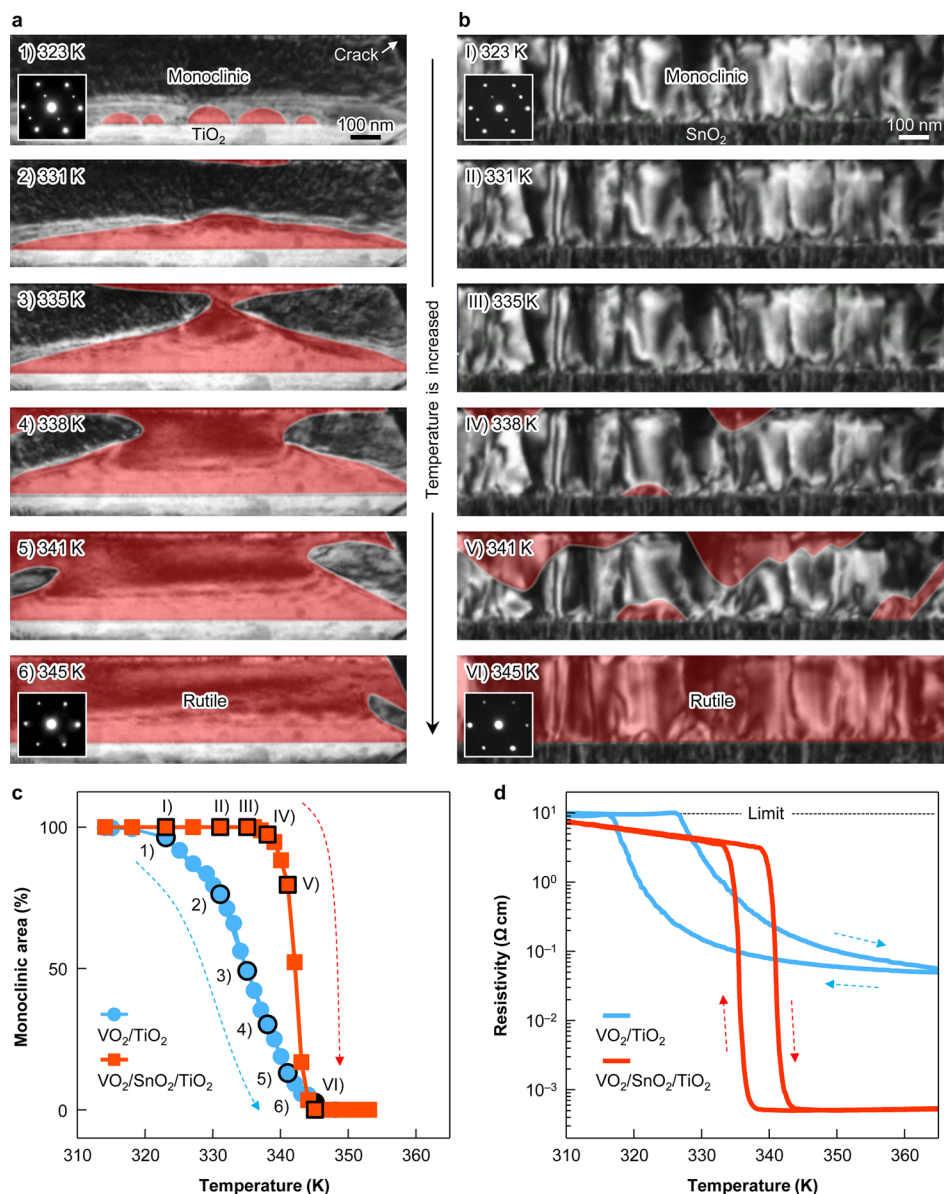 a
1) 323 K
Crack
Monoclinic
TiO₂
100 nm
2) 331 K
3) 335 K
4) 338 K
5) 341 K
6) 345 K
Rutile
Temperature is increased
b
I) 323 K
Monoclinic
SnO₂
100 nm
II) 331 K
III) 335 K
IV) 338 K
V) 341 K
VI) 345 K
Rutile
c
Monoclinic area (%)
100
50
0
I)
II)
III)
IV)
V)
VI)
1)
2)
3)
4)
5)
6)
VO₂/TiO₂
VO₂/SnO₂/TiO₂
310 320 330 340 350 360
Temperature (K)
d
Resistivity (Ω cm)
10¹
10⁰
10⁻¹
10⁻²
10⁻³
Limit
VO₂/TiO₂
VO₂/SnO₂/TiO₂
310 320 330 340 350 360
Temperature (K)